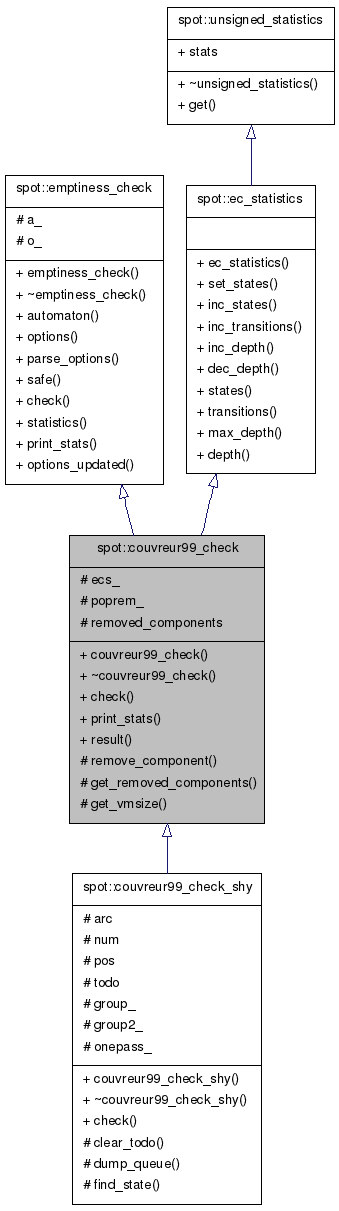 spot::unsigned_statistics
+ stats
+ ~unsigned_statistics()
+ get()
spot::emptiness_check
# a_
# o_
+ emptiness_check()
+ ~emptiness_check()
+ automaton()
+ options()
+ parse_options()
+ safe()
+ check()
+ statistics()
+ print_stats()
+ options_updated()
spot::ec_statistics
+ ec_statistics()
+ set_states()
+ inc_states()
+ inc_transitions()
+ inc_depth()
+ dec_depth()
+ states()
+ transitions()
+ max_depth()
+ depth()
spot::couvreur99_check
# ecs_
# poprem_
# removed_components
+ couvreur99_check()
+ ~couvreur99_check()
+ check()
+ print_stats()
+ result()
# remove_component()
# get_removed_components()
# get_vmsize()
spot::couvreur99_check_shy
# arc
# num
# pos
# todo
# group_
# group2_
# onepass_
+ couvreur99_check_shy()
+ ~couvreur99_check_shy()
+ check()
# clear_todo()
# dump_queue()
# find_state()